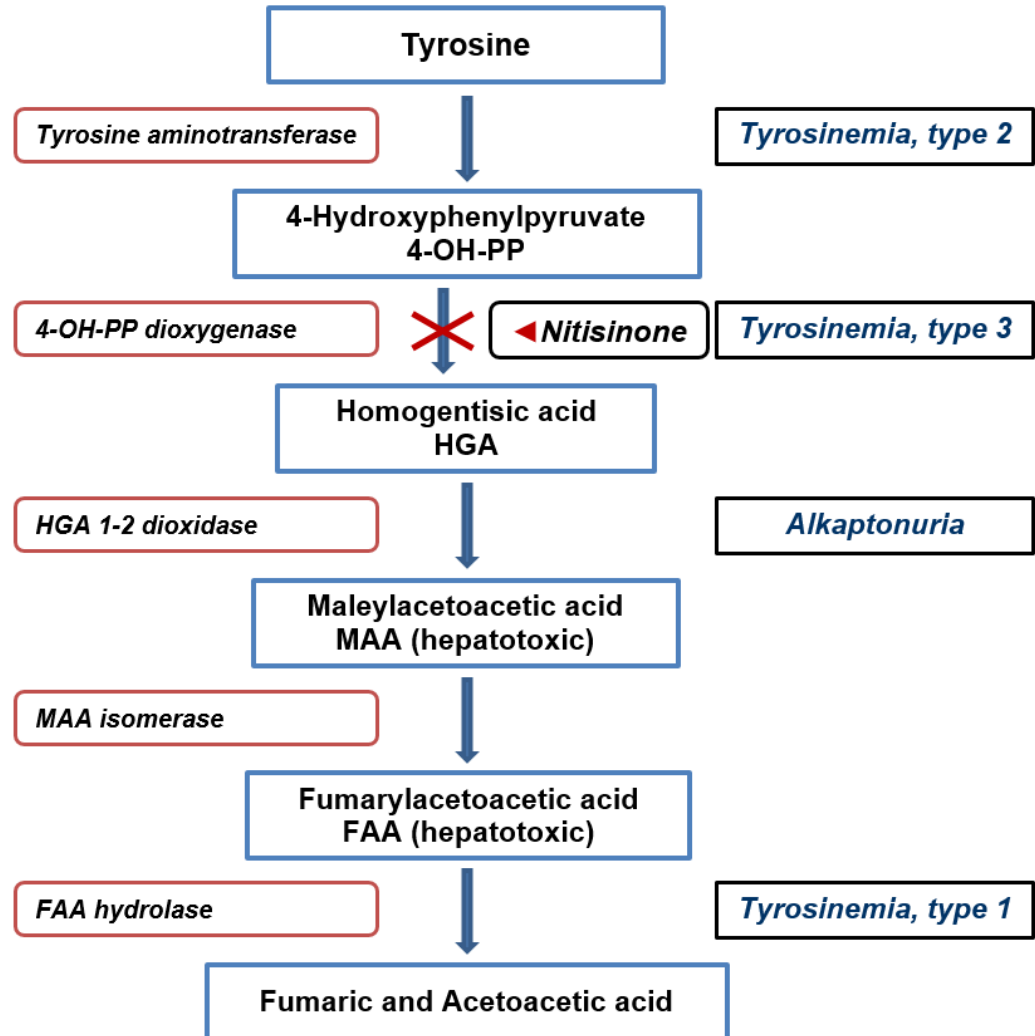 Tyrosine
Tyrosine aminotransferase
Tyrosinemia, type 2
4-Hydroxyphenylpyruvate
4-OH-PP
4-OH-PP dioxygenase
Nitisinone
Tyrosinemia, type 3
Homogentisic acid
HGA
HGA 1-2 dioxidase
Alkaptonuria
Maleylacetoacetic acid
MAA (hepatotoxic)
MAA isomerase
Fumarylacetoacetic acid
FAA (hepatotoxic)
FAA hydrolase
Tyrosinemia, type 1
Fumaric and Acetoacetic acid